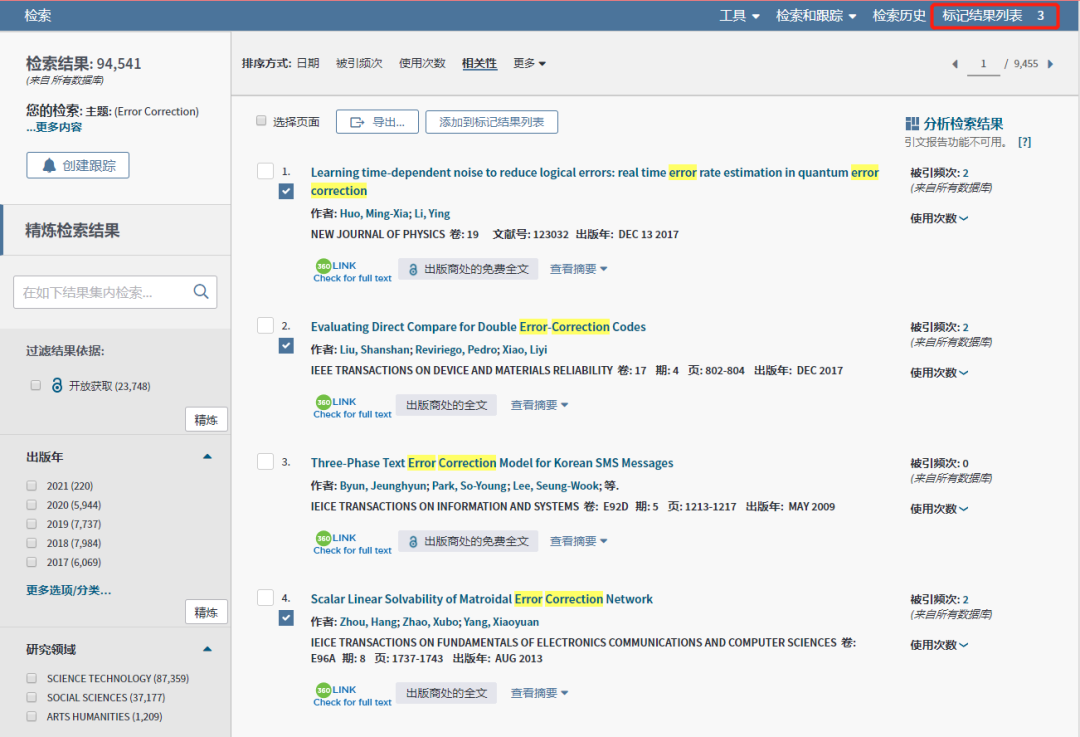 检索
工具 检索和跟踪 检索历史 标记结果列表 3
检索结果: 94,541
(来自 所有数据库)
您的检索: 主题: (Error Correction)
...更多内容
创建跟踪
精炼检索结果
在如下结果集内检索...
过滤结果依据:
开放获取 (23,748)
精炼
出版年
2021 (220)
2020 (5,944)
2019 (7,737)
2018 (7,984)
2017 (6,069)
更多选项/分类...
精炼
研究领域
SCIENCE TECHNOLOGY (87,359)
SOCIAL SCIENCES (37,177)
ARTS HUMANITIES (1,209)
排序方式: 日期 被引频次 使用次数 相关性 更多
1 / 9,455
选择页面 导出... 添加到标记结果列表
分析检索结果
引文报告功能不可用。 [?]
1. Learning time-dependent noise to reduce logical errors: real time error rate estimation in quantum error
correction
作者: Huo, Ming-Xia; Li, Ying
NEW JOURNAL OF PHYSICS 卷: 19 文献号: 123032 出版年: DEC 13 2017
360 LINK
Check for full text 出版商处的免费全文 查看摘要
被引频次: 2
(来自所有数据库)
使用次数
2. Evaluating Direct Compare for Double Error-Correction Codes
作者: Liu, Shanshan; Reviriego, Pedro; Xiao, Liyi
IEEE TRANSACTIONS ON DEVICE AND MATERIALS RELIABILITY 卷: 17 期: 4 页: 802-804 出版年: DEC 2017
360 LINK
Check for full text 出版商处的全文 查看摘要
被引频次: 2
(来自所有数据库)
使用次数
3. Three-Phase Text Error Correction Model for Korean SMS Messages
作者: Byun, Jeunghyun; Park, So-Young; Lee, Seung-Wook; 等.
IEICE TRANSACTIONS ON INFORMATION AND SYSTEMS 卷: E92D 期: 5 页: 1213-1217 出版年: MAY 2009
360 LINK
Check for full text 出版商处的免费全文 查看摘要
被引频次: 0
(来自所有数据库)
使用次数
4. Scalar Linear Solvability of Matroidal Error Correction Network
作者: Zhou, Hang; Zhao, Xubo; Yang, Xiaoyuan
IEICE TRANSACTIONS ON FUNDAMENTALS OF ELECTRONICS COMMUNICATIONS AND COMPUTER SCIENCES 卷:
E96A 期: 8 页: 1737-1743 出版年: AUG 2013
360 LINK
Check for full text 出版商处的全文 查看摘要
被引频次: 2
(来自所有数据库)
使用次数